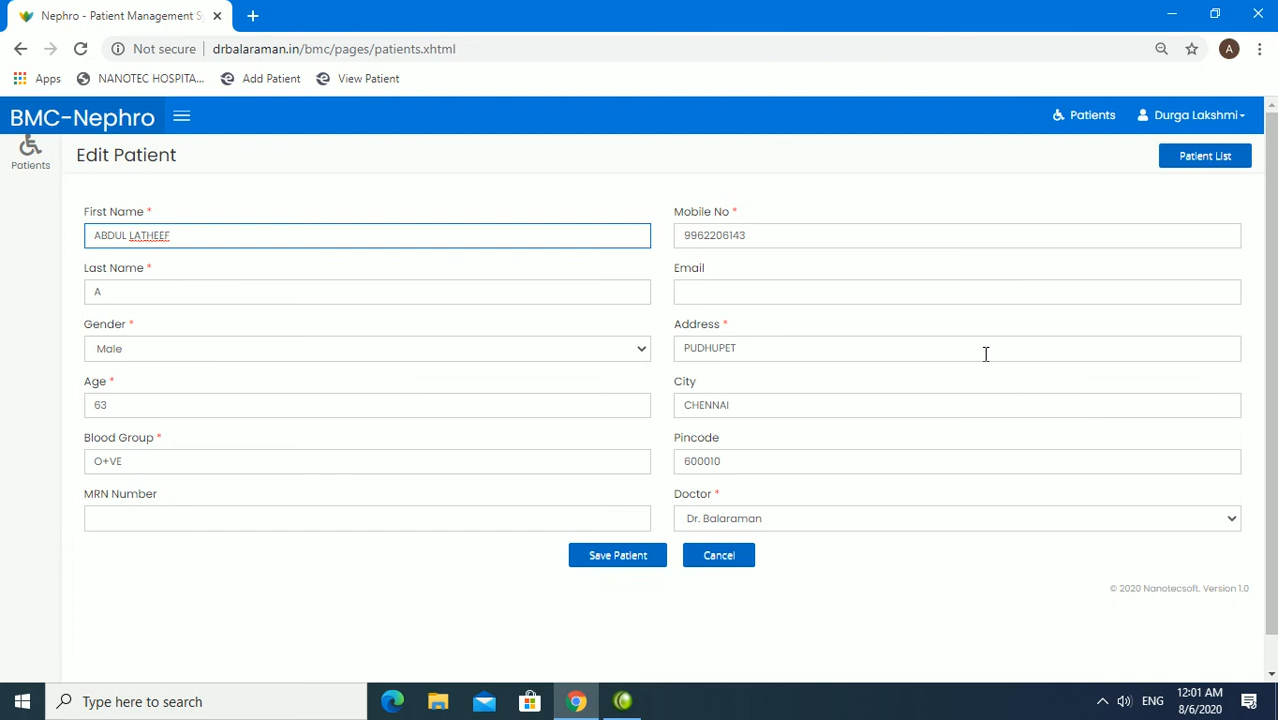 Nephro - Patient Management S
Not secure
drbalaraman.in/bmc/pages/patients.xhtml
A
Apps
NANOTEC HOSPITA...
Add Patient
View Patient
BMC-Nephro
Patients
Durga Lakshmi
Patients
Edit Patient
Patient List
First Name *
Mobile No *
ABDUL LATHEEF
9962206143
Last Name *
Email
A
Gender *
Address *
Male
PUDHUPET
Age *
City
63
CHENNAI
Blood Group *
Pincode
O+VE
600010
MRN Number
Doctor *
Dr. Balaraman
Save Patient
Cancel
© 2020 Nanotecsoft. Version 1.0
Type here to search
ENG
12:01 AM
8/6/2020